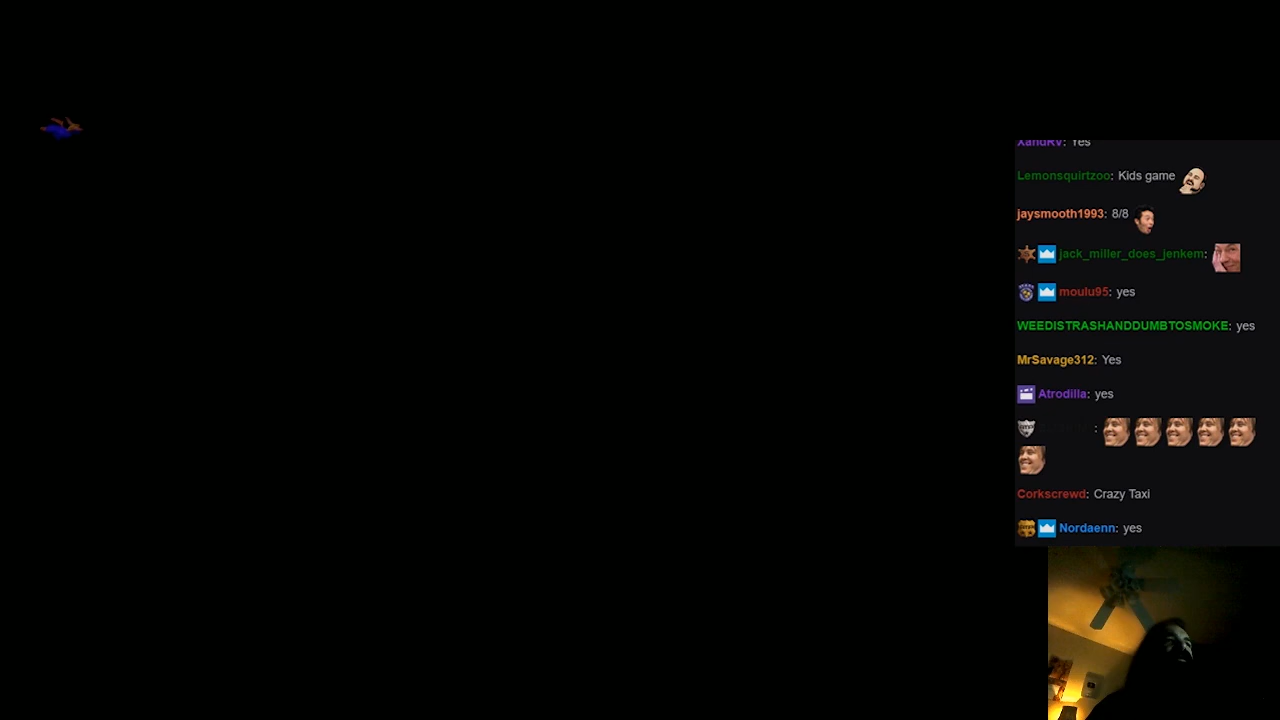 XandRV: Yes
Lemonsquirtzoo: Kids game
jaysmooth1993: 8/8
jack_miller_does_jenkem:
moulu95: yes
WEEDISTRASHANDDUMBTOSMOKE: yes
MrSavage312: Yes
Atrodilla: yes
:
Corkscrewd: Crazy Taxi
Nordaenn: yes